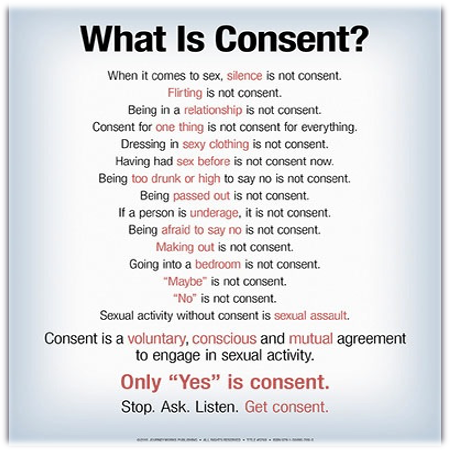 What Is Consent?
When it comes to sex, silence is not consent.
Flirting is not consent.
Being in a relationship is not consent.
Consent for one thing is not consent for everything.
Dressing in sexy clothing is not consent.
Having had sex before is not consent now.
Being too drunk or high to say no is not consent.
Being passed out is not consent.
If a person is underage, it is not consent.
Being afraid to say no is not consent.
Making out is not consent.
Going into a bedroom is not consent.
“Maybe” is not consent.
“No” is not consent.
Sexual activity without consent is sexual assault.
Consent is a voluntary, conscious and mutual agreement
to engage in sexual activity.
Only “Yes” is consent.
Stop. Ask. Listen. Get consent.
JOURNEYWORKS PUBLISHING • ALL RIGHTS RESERVED